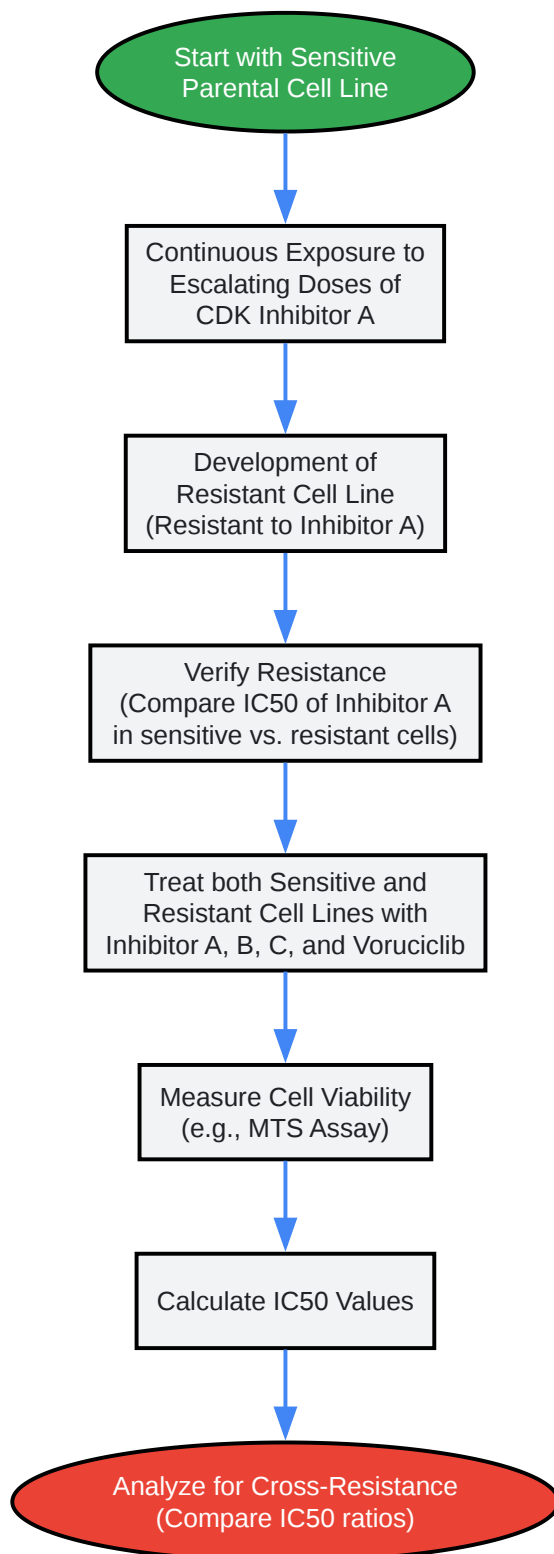 Start with Sensitive
Parental Cell Line
Continuous Exposure to
Escalating Doses of
CDK Inhibitor A
Development of
Resistant Cell Line
(Resistant to Inhibitor A)
Verify Resistance
(Compare IC50 of Inhibitor A
in sensitive vs. resistant cells)
Treat both Sensitive and
Resistant Cell Lines with
Inhibitor A, B, C, and Voruciclib
Measure Cell Viability
(e.g., MTS Assay)
Calculate IC50 Values
Analyze for Cross-Resistance
(Compare IC50 ratios)